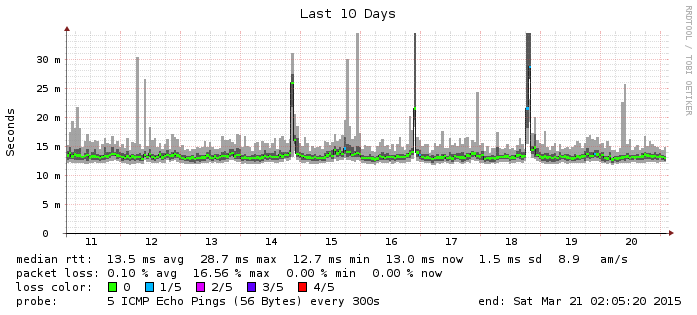 Last 10 Days
RRDTOOL / TOBI OETIKER
Seconds
30 m
25 m
20 m
15 m
10 m
5 m
0
11 12 13 14 15 16 17 18 19 20
median rtt: 13.5 ms avg 28.7 ms max 12.7 ms min 13.0 ms now 1.5 ms sd 8.9 am/s
packet loss: 0.10 % avg 16.56 % max 0.00 % min 0.00 % now
loss color: 0 1/5 2/5 3/5 4/5
probe: 5 ICMP Echo Pings (56 Bytes) every 300s end: Sat Mar 21 02:05:20 2015